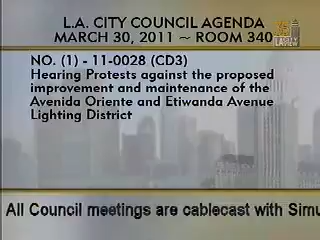 L.A. CITY COUNCIL AGENDA
MARCH 30, 2011 ~ ROOM 340
NO. (1) - 11-0028 (CD3)
Hearing Protests against the proposed
improvement and maintenance of the
Avenida Oriente and Etiwanda Avenue
Lighting District
All Council meetings are cablecast with Simu